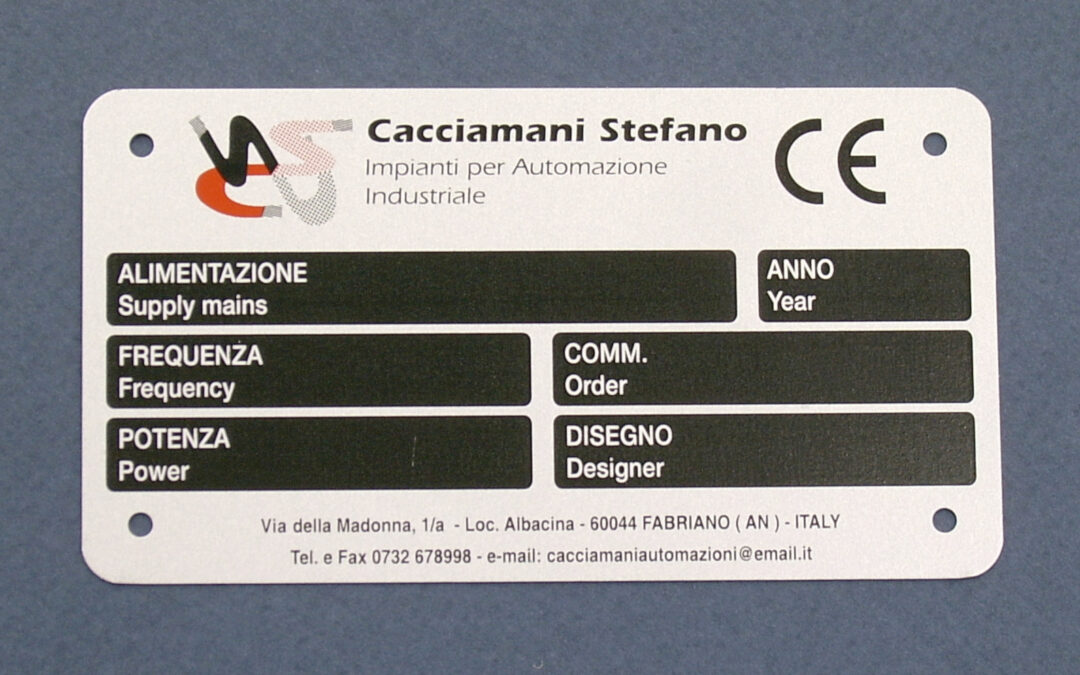 Cacciamani Stefano
Impianti per Automazione
Industriale
CE
ALIMENTAZIONE
Supply mains
ANNO
Year
FREQUENZA
Frequency
COMM.
Order
POTENZA
Power
DISEGNO
Designer
Via della Madonna, 1/a - Loc. Albacina - 60044 FABRIANO ( AN ) - ITALY
Tel. e Fax 0732 678998 - e-mail: cacciamaniautomazioni@email.it